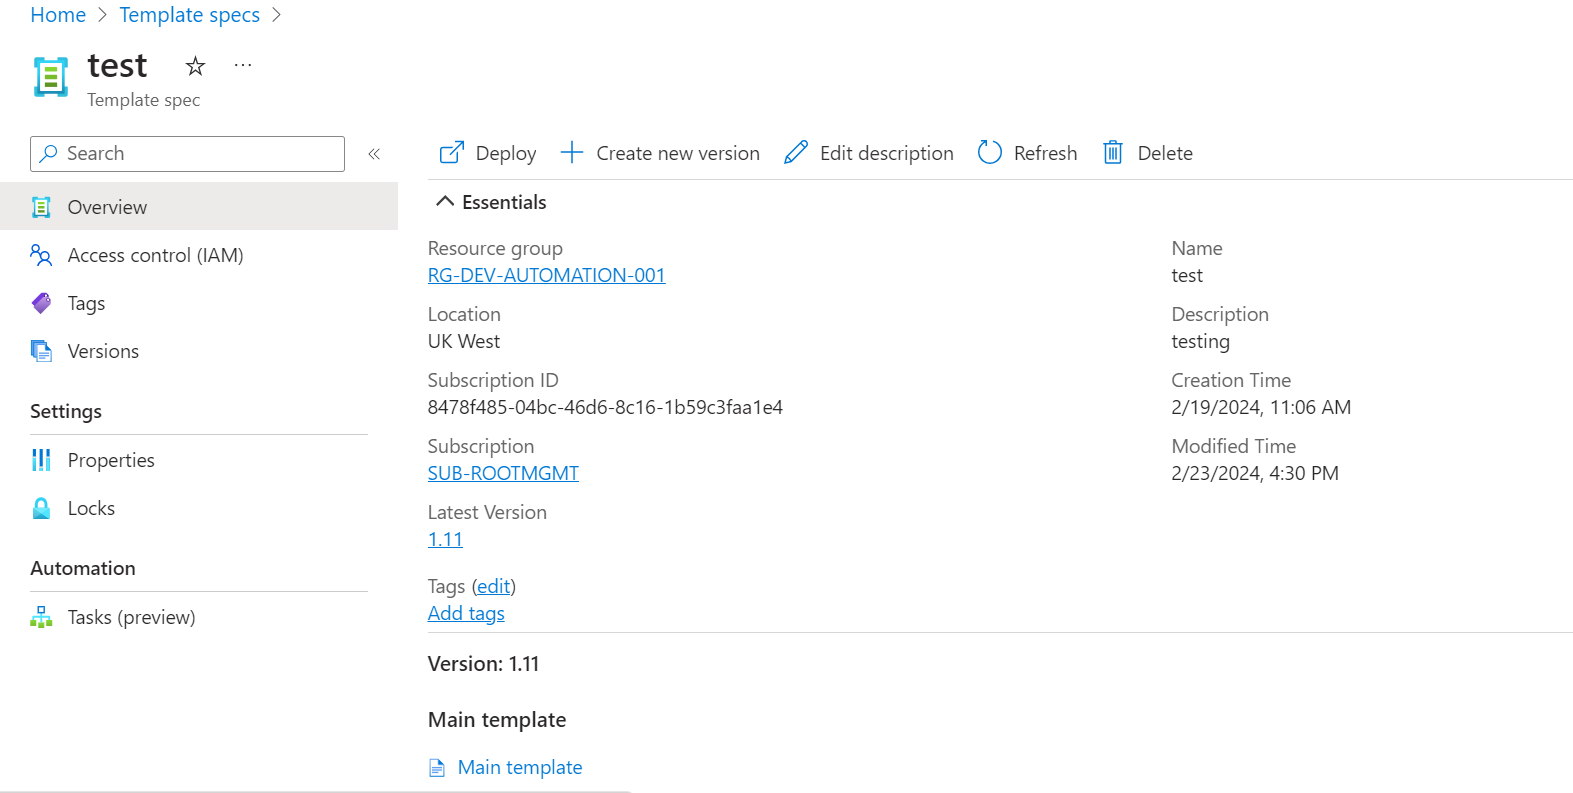 Home > Template specs >
test
Template spec
Search
Overview
Access control (IAM)
Tags
Versions
Settings
Properties
Locks
Automation
Tasks (preview)
Deploy Create new version Edit description Refresh Delete
Essentials
Resource group
RG-DEV-AUTOMATION-001
Location
UK West
Subscription ID
8478f485-04bc-46d6-8c16-1b59c3faa1e4
Subscription
SUB-ROOTMGMT
Latest Version
1.11
Tags (edit)
Add tags
Name
test
Description
testing
Creation Time
2/19/2024, 11:06 AM
Modified Time
2/23/2024, 4:30 PM
Version: 1.11
Main template
Main template